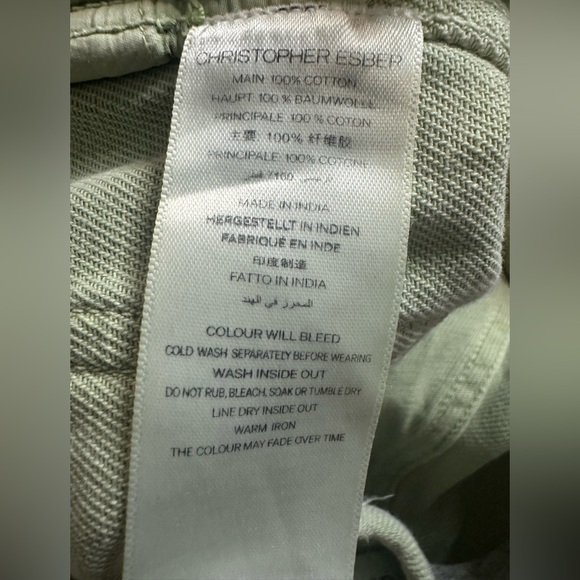 CHRISTOPHER ESBER
MAIN: 100% COTTON
HAUPT: 100 % BAUMWOLLE
PRINCIPALE: 100 % COTON
主要: 100% 纤维胶
PRINCIPALE: 100% COTONE
MADE IN INDIA
HERGESTELLT IN INDIEN
FABRIQUÉ EN INDE
印度制造
FATTO IN INDIA
في الهند
COLOUR WILL BLEED
COLD WASH SEPARATELY BEFORE WEARING
WASH INSIDE OUT
DO NOT RUB, BLEACH, SOAK OR TUMBLE DRY
LINE DRY INSIDE OUT
WARM IRON
THE COLOUR MAY FADE OVER TIME